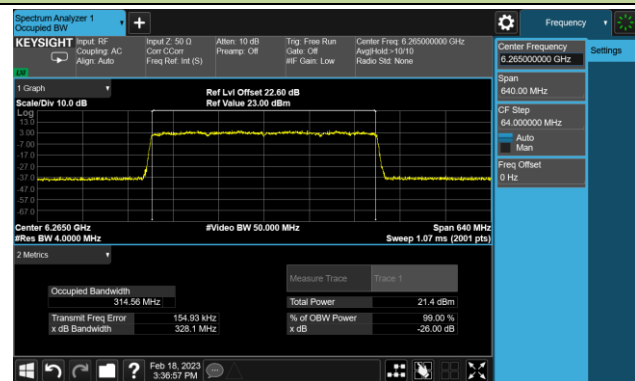 Spectrum Analyzer 1
Occupied BW
Frequency
KEYSIGHT
Input: RF
Coupling: AC
Align: Auto
Input Z: 50 Ω
Corr CCorr
Freq Ref: Int (S)
Atten: 10 dB
Preamp: Off
Trig: Free Run
Gate: Off
#IF Gain: Low
Center Freq: 6.265000000 GHz
Avg|Hold:>10/10
Radio Std: None
LXI
Center Frequency
6.265000000 GHz
Settings
Span
640.00 MHz
CF Step
64.000000 MHz
Auto
Man
Freq Offset
0 Hz
1 Graph
Scale/Div 10.0 dB
Ref Lvl Offset 22.60 dB
Ref Value 23.00 dBm
Log
13.0
3.00
-7.00
-17.0
-27.0
-37.0
-47.0
-57.0
-67.0
Center 6.2650 GHz
#Res BW 4.0000 MHz
#Video BW 50.000 MHz
Span 640 MHz
Sweep 1.07 ms (2001 pts)
2 Metrics
Measure Trace
Trace 1
Occupied Bandwidth
314.56 MHz
Total Power
21.4 dBm
Transmit Freq Error
154.93 kHz
% of OBW Power
99.00 %
x dB Bandwidth
328.1 MHz
x dB
-26.00 dB
?
Feb 18, 2023
3:36:57 PM